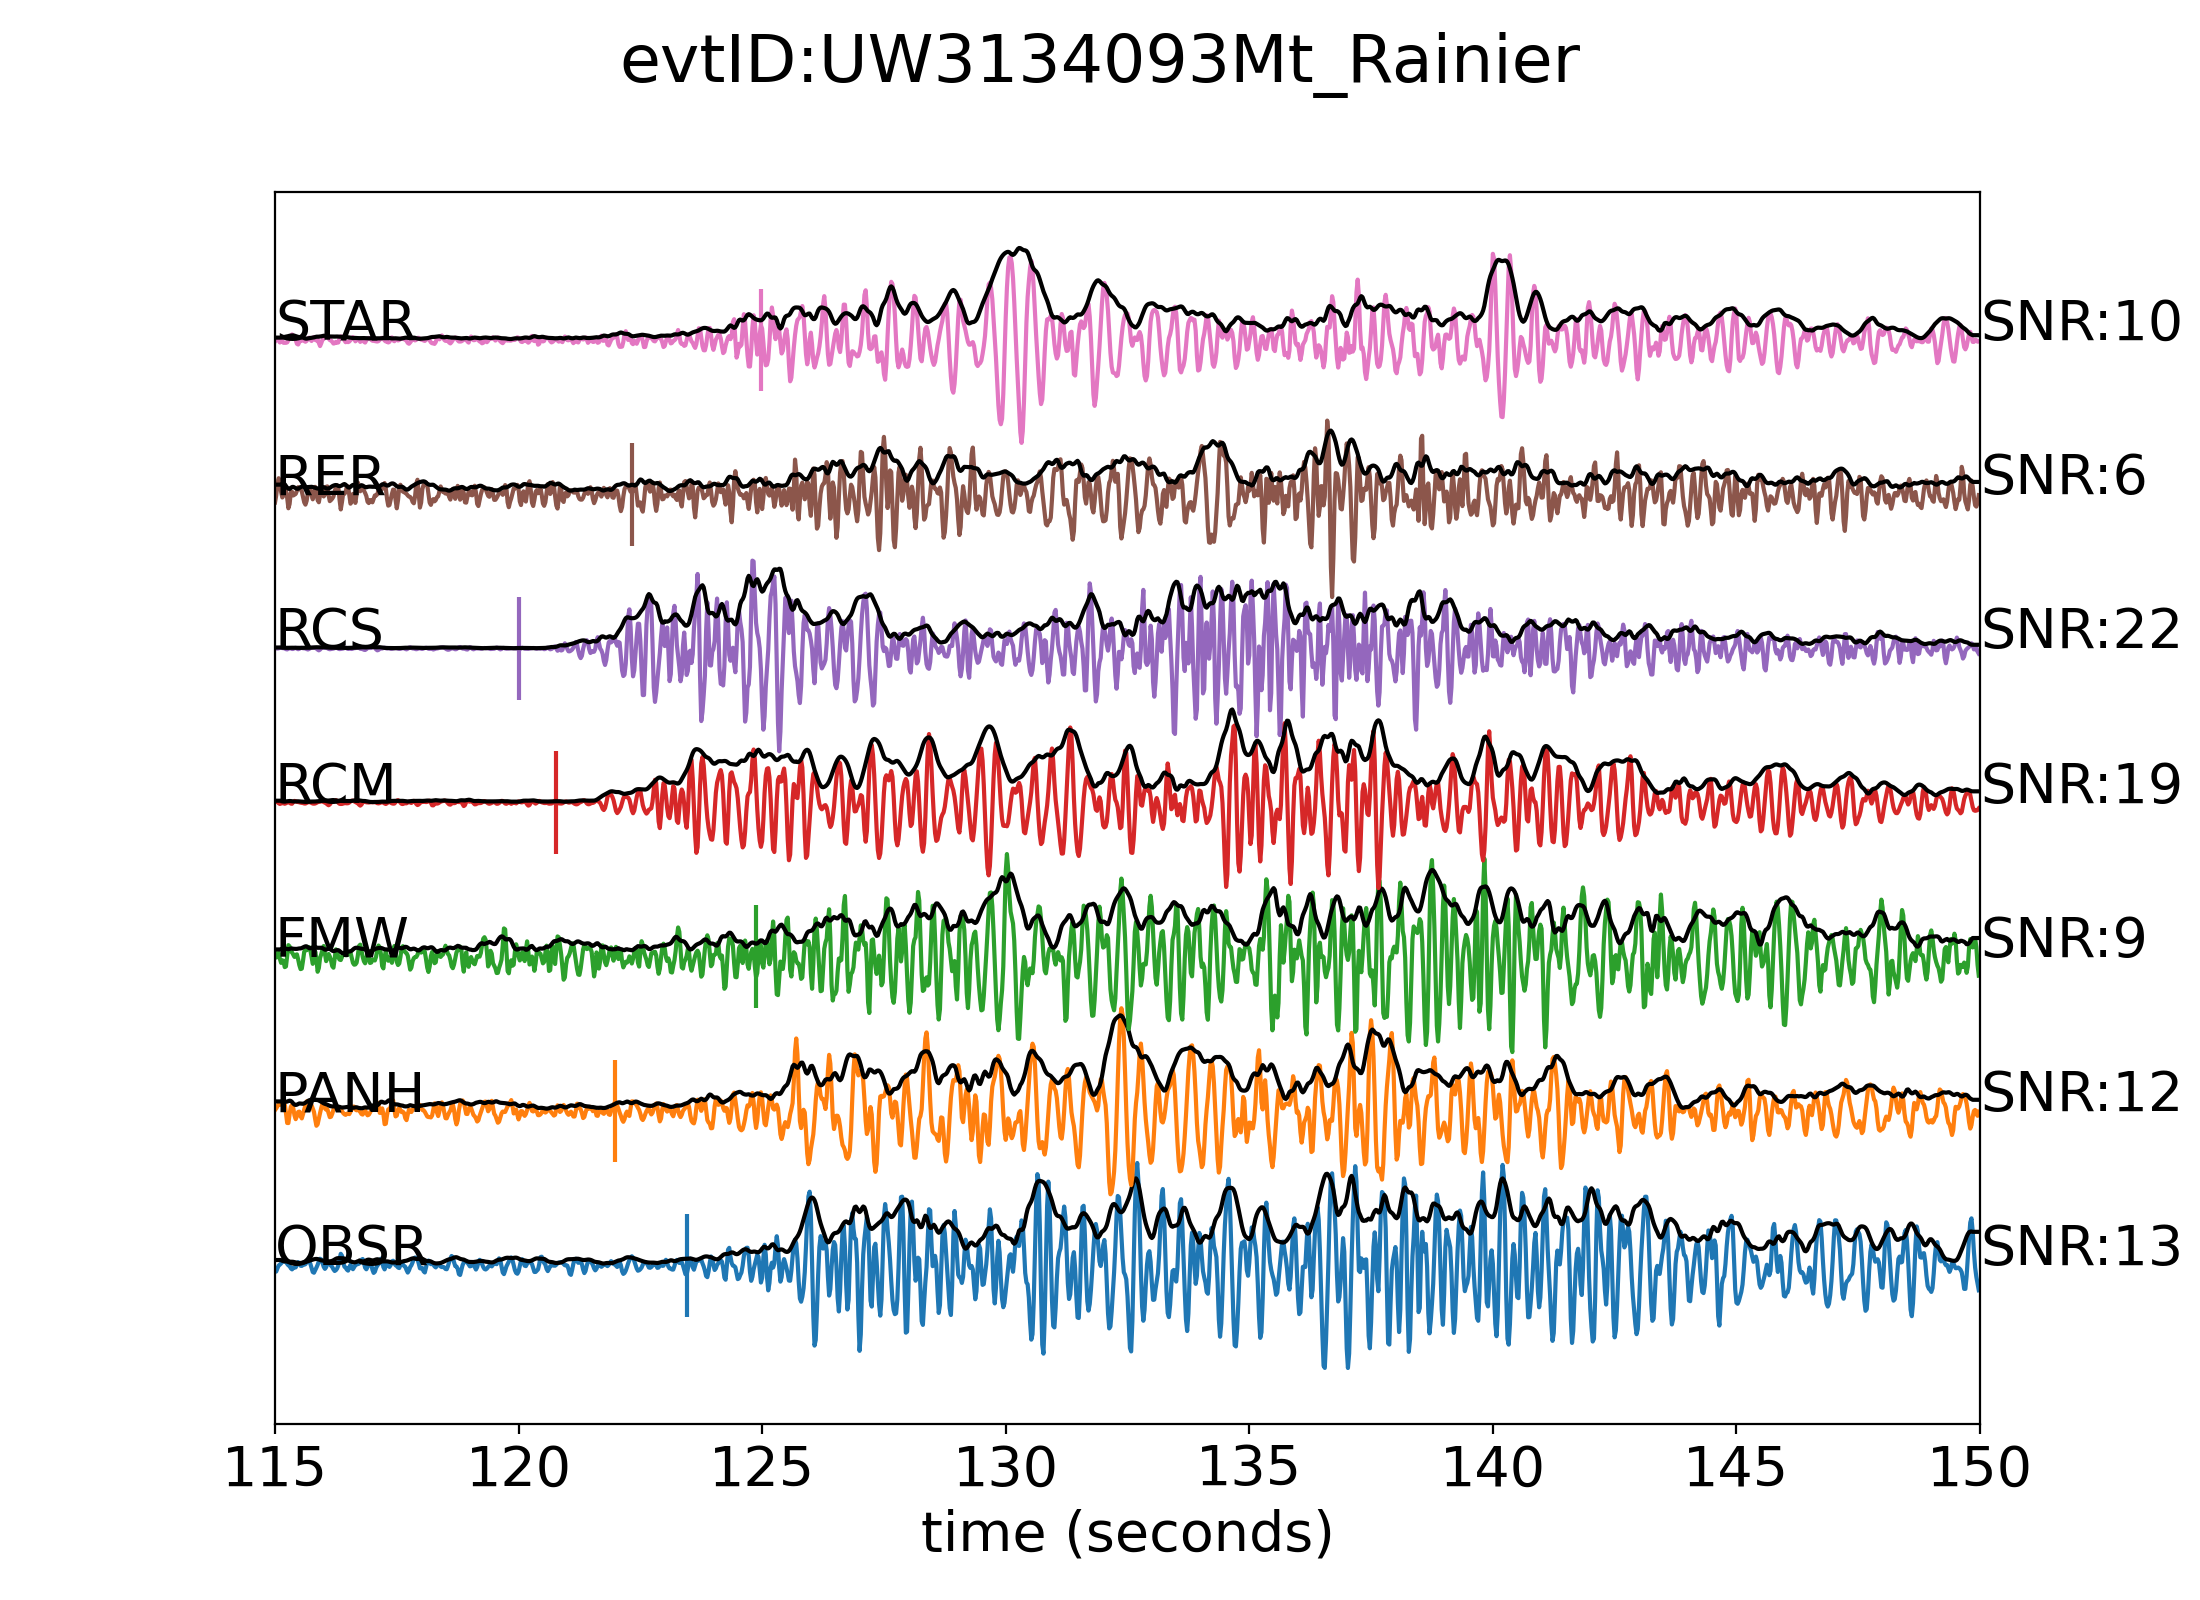 evtID:UW3134093Mt_Rainier
STAR SNR:10
RER SNR:6
RCS SNR:22
RCM SNR:19
FMW SNR:9
PANH SNR:12
OBSR SNR:13
115 120 125 130 135 140 145 150
time (seconds)